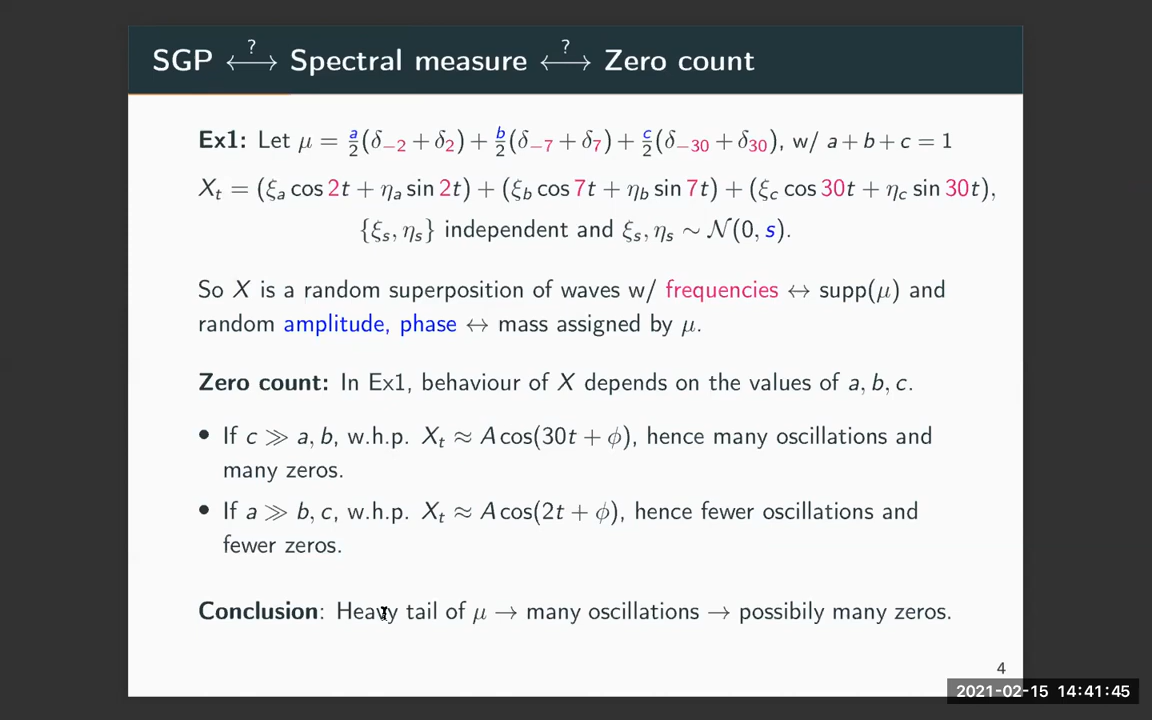 SGP ⟷? Spectral measure ⟷? Zero count
Ex1: Let μ = a/2(δ₋₂ + δ₂) + b/2(δ₋₇ + δ₇) + c/2(δ₋₃₀ + δ₃₀), w/ a + b + c = 1
Xₜ = (ξₐ cos 2t + ηₐ sin 2t) + (ξ_b cos 7t + η_b sin 7t) + (ξ_c cos 30t + η_c sin 30t),
{ξₛ, ηₛ} independent and ξₛ, ηₛ ∼ 𝒩(0, s).
So X is a random superposition of waves w/ frequencies ↔ supp(μ) and
random amplitude, phase ↔ mass assigned by μ.
Zero count: In Ex1, behaviour of X depends on the values of a, b, c.
• If c ≫ a, b, w.h.p. Xₜ ≈ A cos(30t + ϕ), hence many oscillations and
many zeros.
• If a ≫ b, c, w.h.p. Xₜ ≈ A cos(2t + ϕ), hence fewer oscillations and
fewer zeros.
Conclusion: Heavy tail of μ → many oscillations → possibily many zeros.
4
2021-02-15 14:41:45